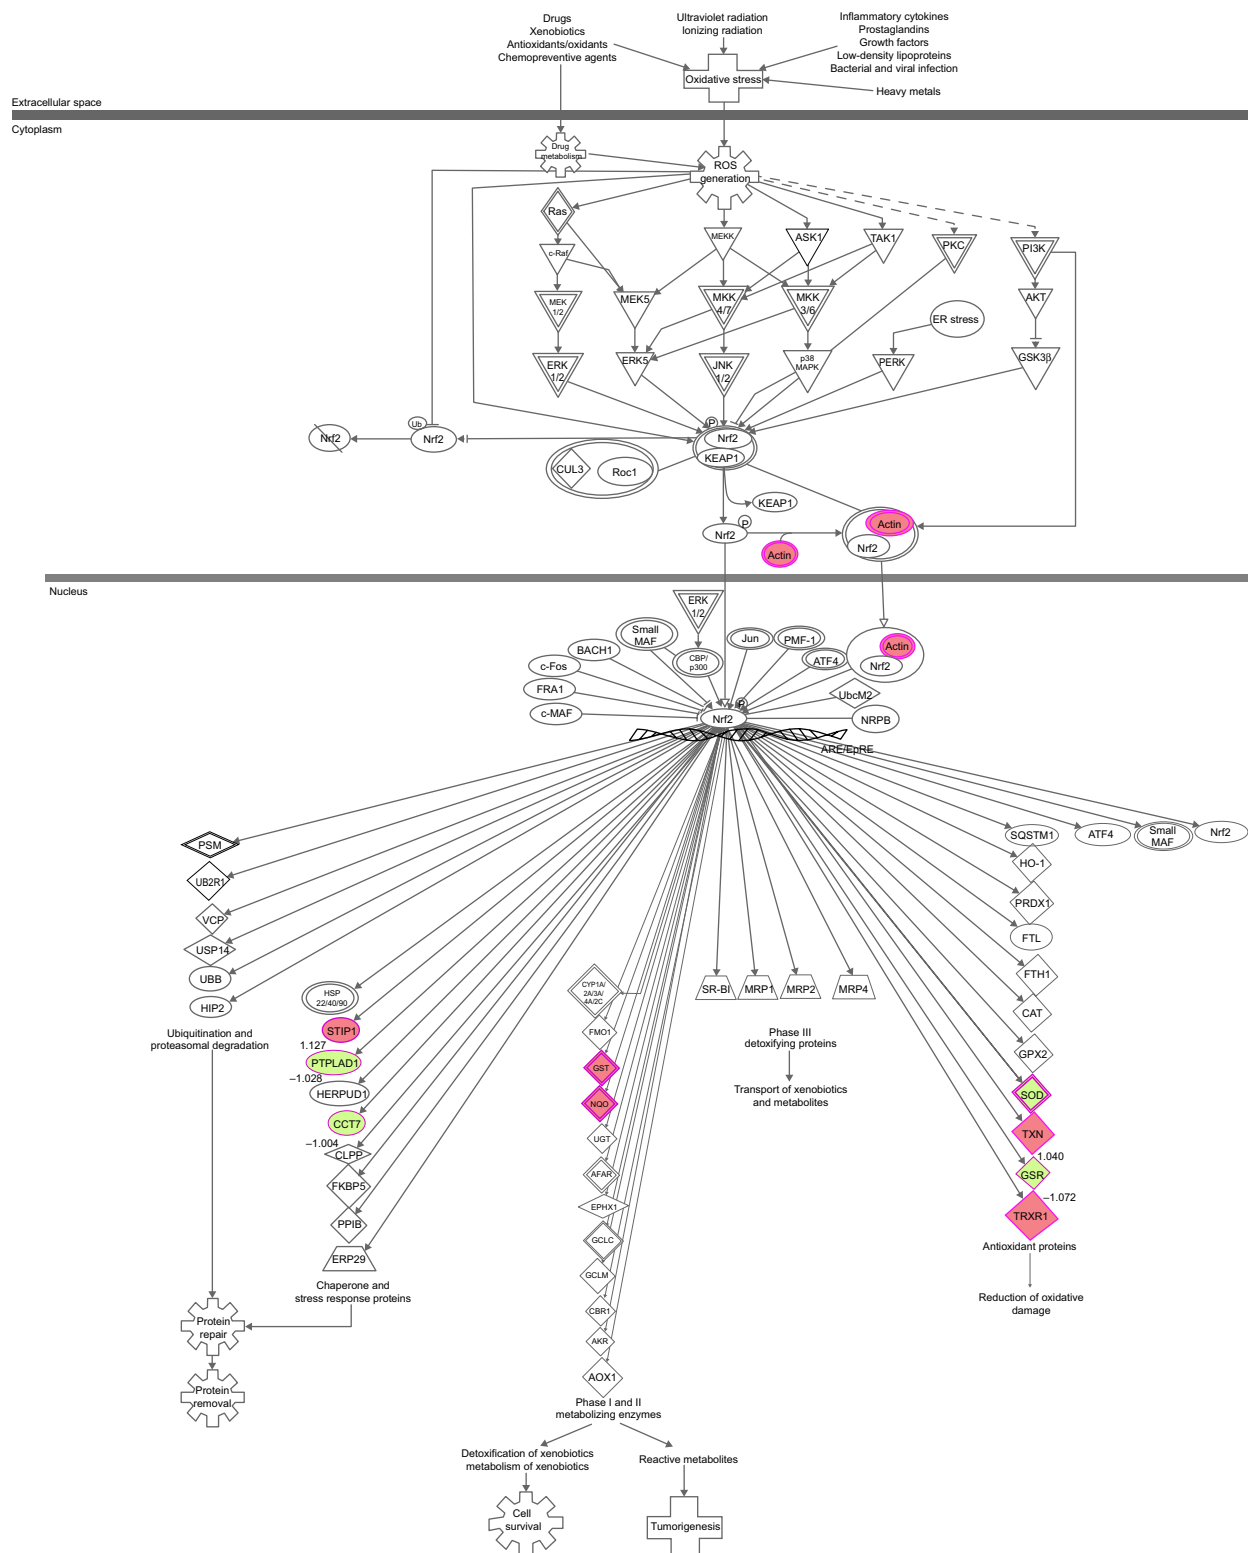 Drugs
Xenobiotics
Antioxidants/oxidants
Chemopreventive agents
Ultraviolet radiation
Ionizing radiation
Inflammatory cytokines
Prostaglandins
Growth factors
Low-density lipoproteins
Bacterial and viral infection
Oxidative stress
Heavy metals
Extracellular space
Cytoplasm
Drug
metabolism
ROS
generation
Ras
c-Raf
MEKK
ASK1
TAK1
PKC
PI3K
MEK
1/2
MEK5
MKK
4/7
MKK
3/6
AKT
ER stress
ERK
1/2
ERK5
JNK
1/2
p38
MAPK
PERK
GSK3β
Nrf2
Ub
Nrf2
P
Nrf2
KEAP1
CUL3
Roc1
KEAP1
Nrf2
P
Actin
Actin
Nrf2
Nucleus
ERK
1/2
Small
MAF
BACH1
c-Fos
FRA1
c-MAF
CBP/
p300
Jun
PMF-1
ATF4
Actin
Nrf2
UbcM2
NRPB
P
Nrf2
ARE/EpRE
PSM
UB2R1
VCP
USP14
UBB
HIP2
Ubiquitination and
proteasomal degradation
HSP
22/40/90
STIP1
1.127
PTPLAD1
−1.028
HERPUD1
CCT7
−1.004
CLPP
FKBP5
PPIB
ERP29
Chaperone and
stress response proteins
Protein
repair
Protein
removal
CYP1A/
2A/3A/
4A/2C
FMO1
GST
NQO
UGT
AFAR
EPHX1
GCLC
GCLM
CBR1
AKR
AOX1
Phase I and II
metabolizing enzymes
Detoxification of xenobiotics
metabolism of xenobiotics
Reactive metabolites
Cell
survival
Tumorigenesis
SR-BI
MRP1
MRP2
MRP4
Phase III
detoxifying proteins
Transport of xenobiotics
and metabolites
SQSTM1
ATF4
Small
MAF
Nrf2
HO-1
PRDX1
FTL
FTH1
CAT
GPX2
SOD
TXN
1.040
GSR
−1.072
TRXR1
Antioxidant proteins
Reduction of oxidative
damage